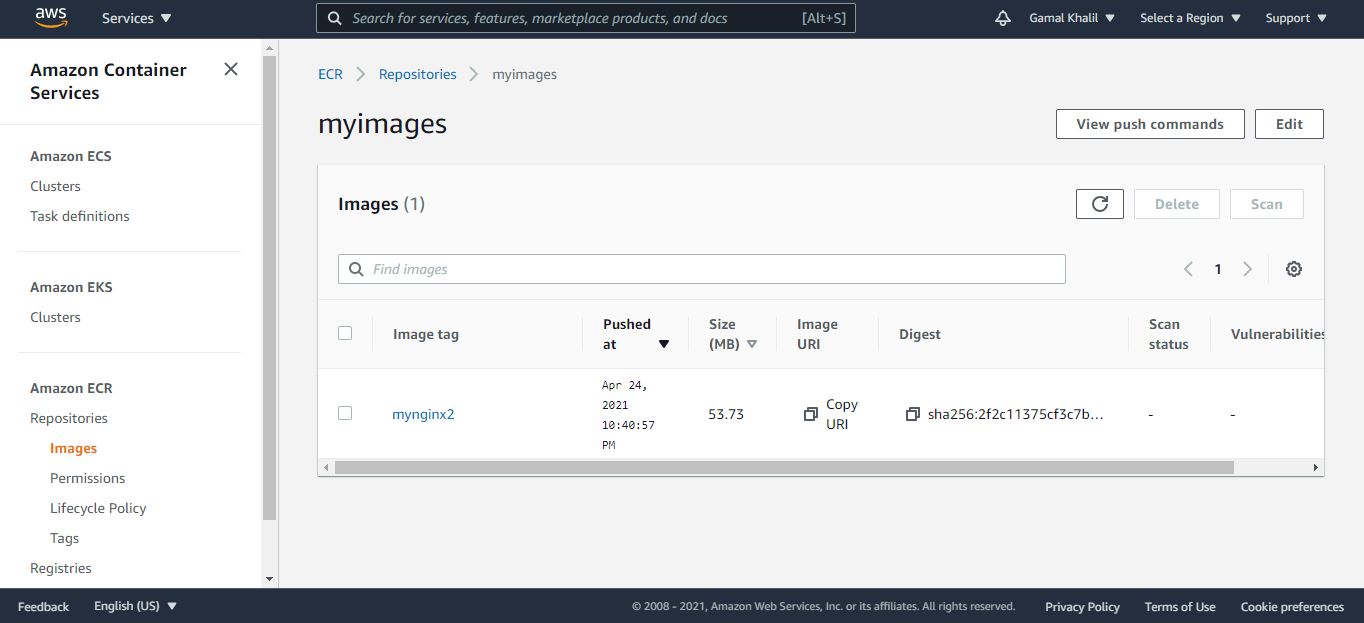 aws Services Search for services, features, marketplace products, and docs [Alt+S] Gamal Khalil Select a Region Support
Amazon Container
Services
Amazon ECS
Clusters
Task definitions
Amazon EKS
Clusters
Amazon ECR
Repositories
Images
Permissions
Lifecycle Policy
Tags
Registries
ECR Repositories myimages
myimages
View push commands Edit
Images (1)
Delete Scan
Find images
1
Image tag Pushed at Size (MB) Image URI Digest Scan status Vulnerabilities
mynginx2 Apr 24, 2021 10:40:57 PM 53.73 Copy URI sha256:2f2c11375cf3c7b... - -
Feedback English (US) © 2008 - 2021, Amazon Web Services, Inc. or its affiliates. All rights reserved. Privacy Policy Terms of Use Cookie preferences